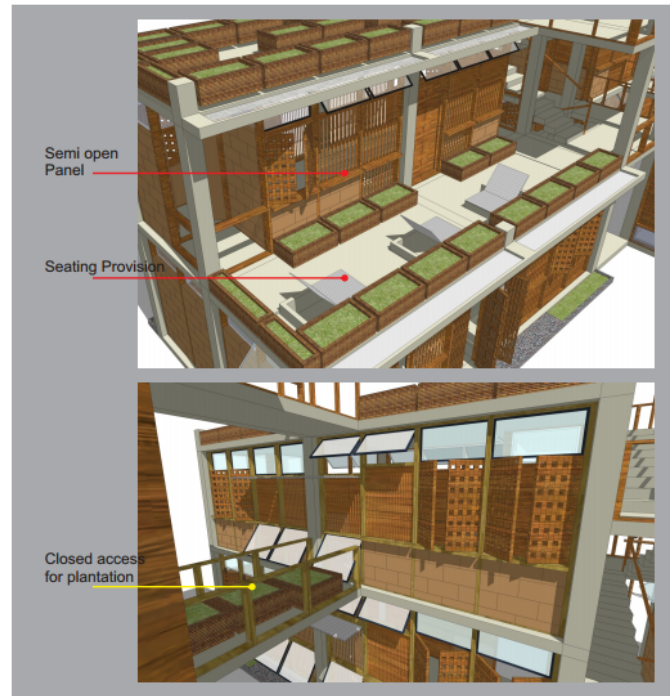 Semi open
Panel
Seating Provision
Closed access
for plantation